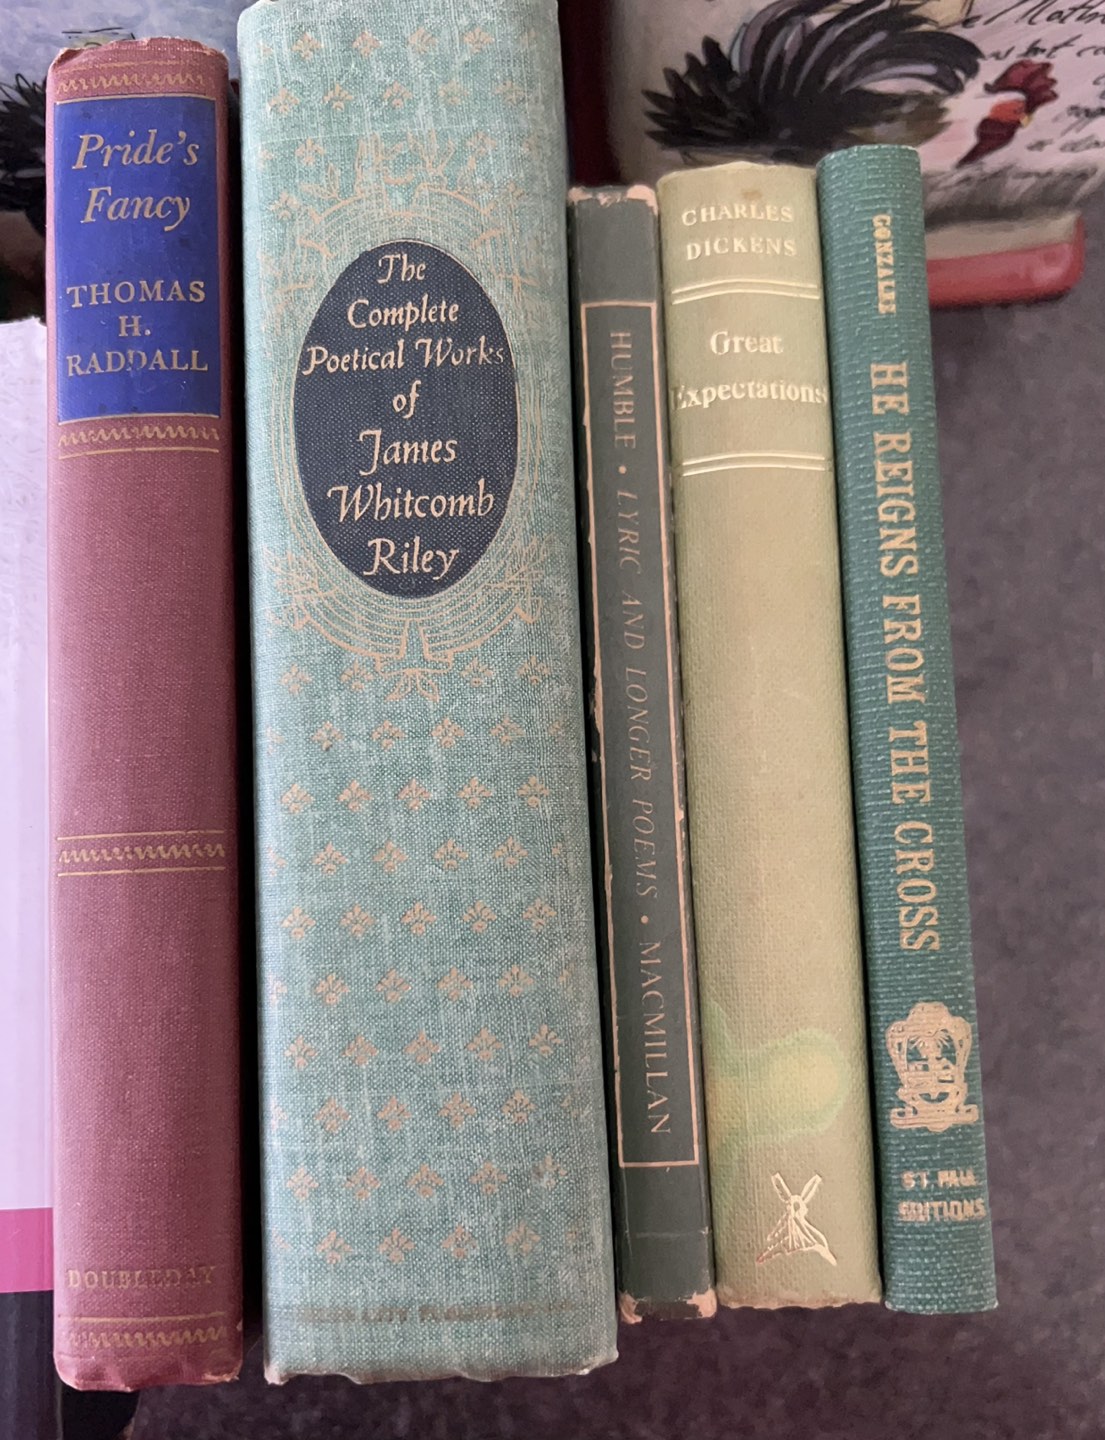 Pride's
Fancy
THOMAS
H.
RADDALL
DOUBLEDAY
The
Complete
Poetical Works
of
James
Whitcomb
Riley
HUMBLE • LYRIC AND LONGER POEMS • MACMILLAN
CHARLES
DICKENS
Great
Expectations
GONZALES HE REIGNS FROM THE CROSS
ST. PAUL
EDITIONS